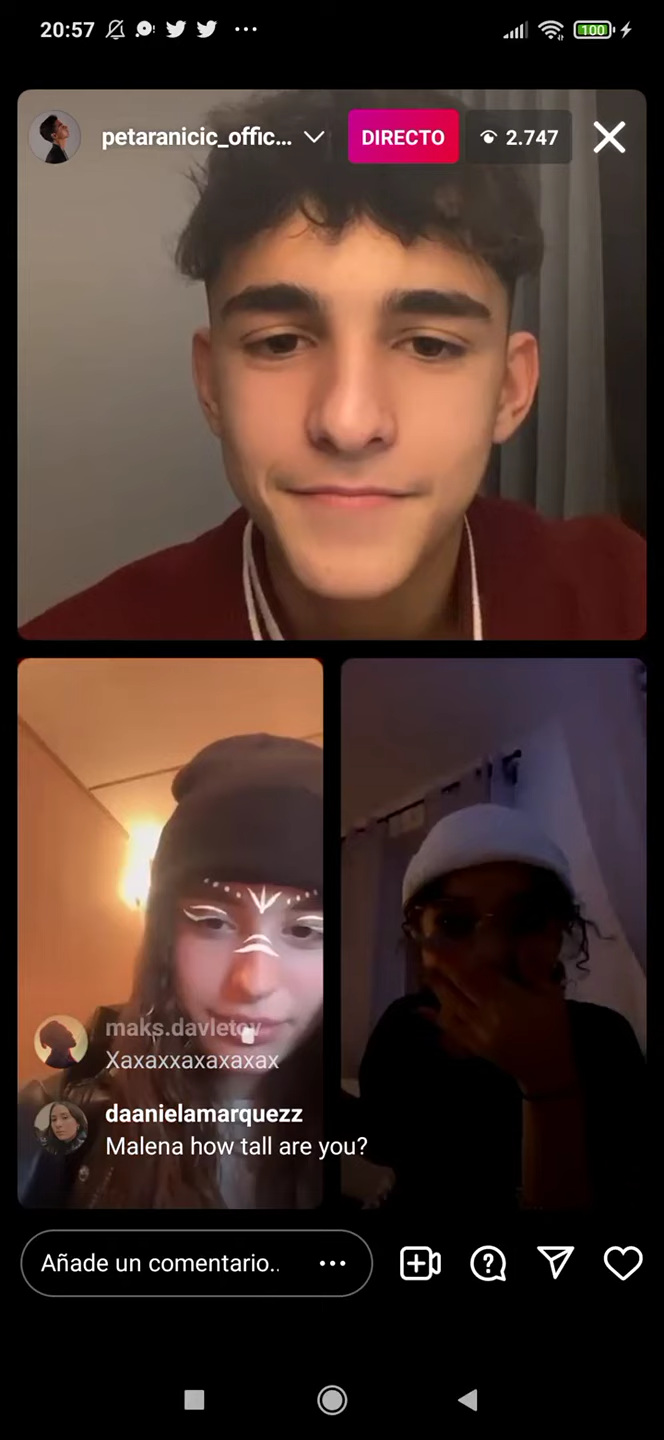 20:57
100
petaranicic_offic...
DIRECTO
2.747
maks.davletov
Xaxaxxaxaxaxax
daanielamarquezz
Malena how tall are you?
Añade un comentario..